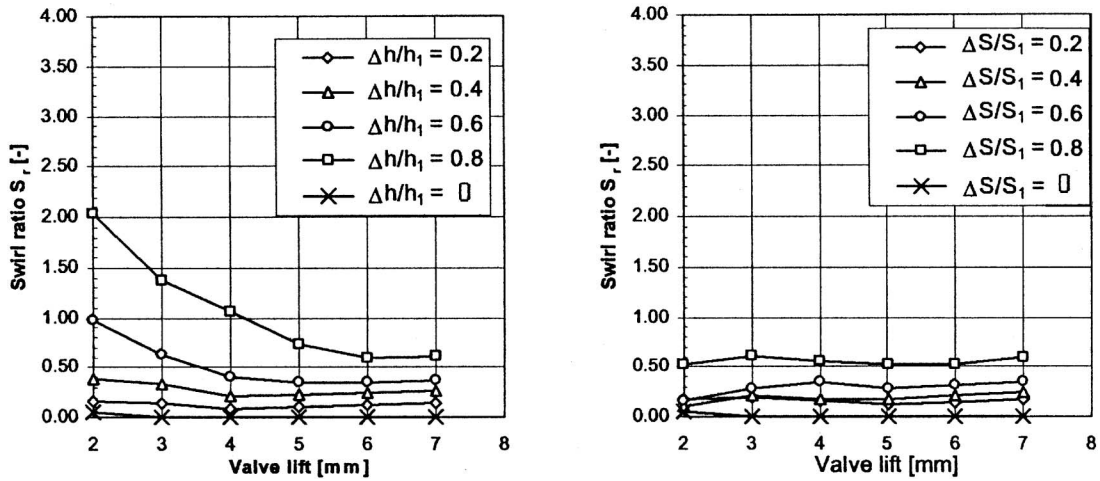 Swirl ratio S r [-]
4.00
3.50
3.00
2.50
2.00
1.50
1.00
0.50
0.00
Δh/h1 = 0.2
Δh/h1 = 0.4
Δh/h1 = 0.6
Δh/h1 = 0.8
Δh/h1 = 0
2 3 4 5 6 7 8
Valve lift [mm]
Swirl ratio S r [-]
4.00
3.50
3.00
2.50
2.00
1.50
1.00
0.50
0.00
ΔS/S1 = 0.2
ΔS/S1 = 0.4
ΔS/S1 = 0.6
ΔS/S1 = 0.8
ΔS/S1 = 0
2 3 4 5 6 7 8
Valve lift [mm]